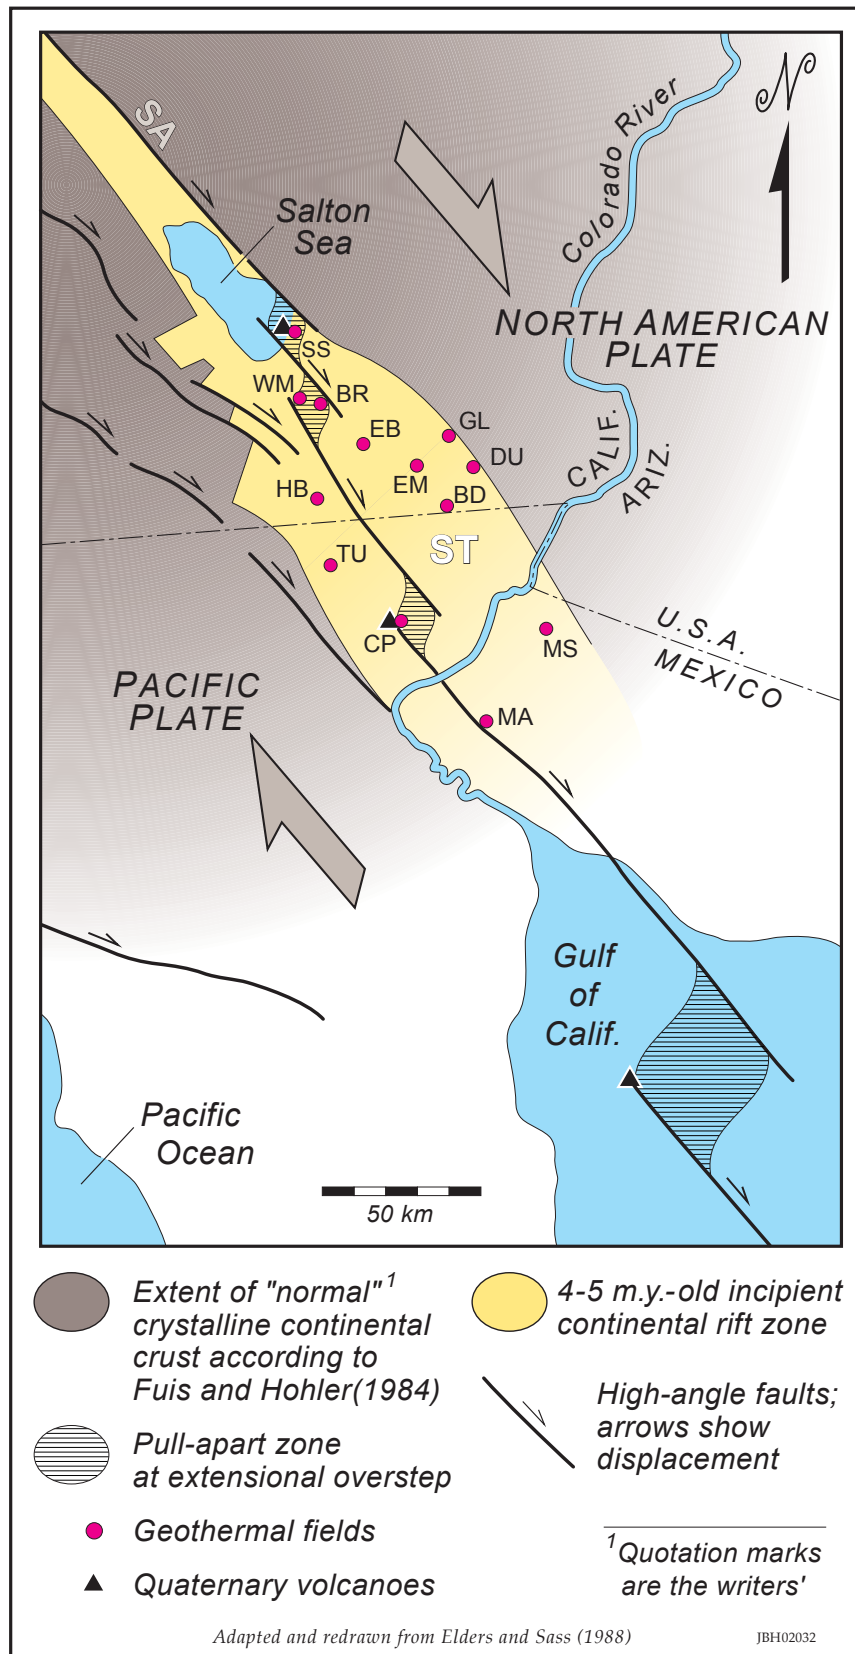 N
SA
Colorado River
Salton
Sea
NORTH AMERICAN
PLATE
SS
WM
BR
EB
GL
EM
DU
HB
BD
CALIF.
ARIZ.
ST
TU
CP
MS
U.S.A.
MEXICO
PACIFIC
PLATE
MA
Gulf
of
Calif.
Pacific
Ocean
50 km
Extent of "normal"1
crystalline continental
crust according to
Fuis and Hohler(1984)
4-5 m.y.-old incipient
continental rift zone
Pull-apart zone
at extensional overstep
High-angle faults;
arrows show
displacement
Geothermal fields
Quaternary volcanoes
1Quotation marks
are the writers'
Adapted and redrawn from Elders and Sass (1988)
JBH02032